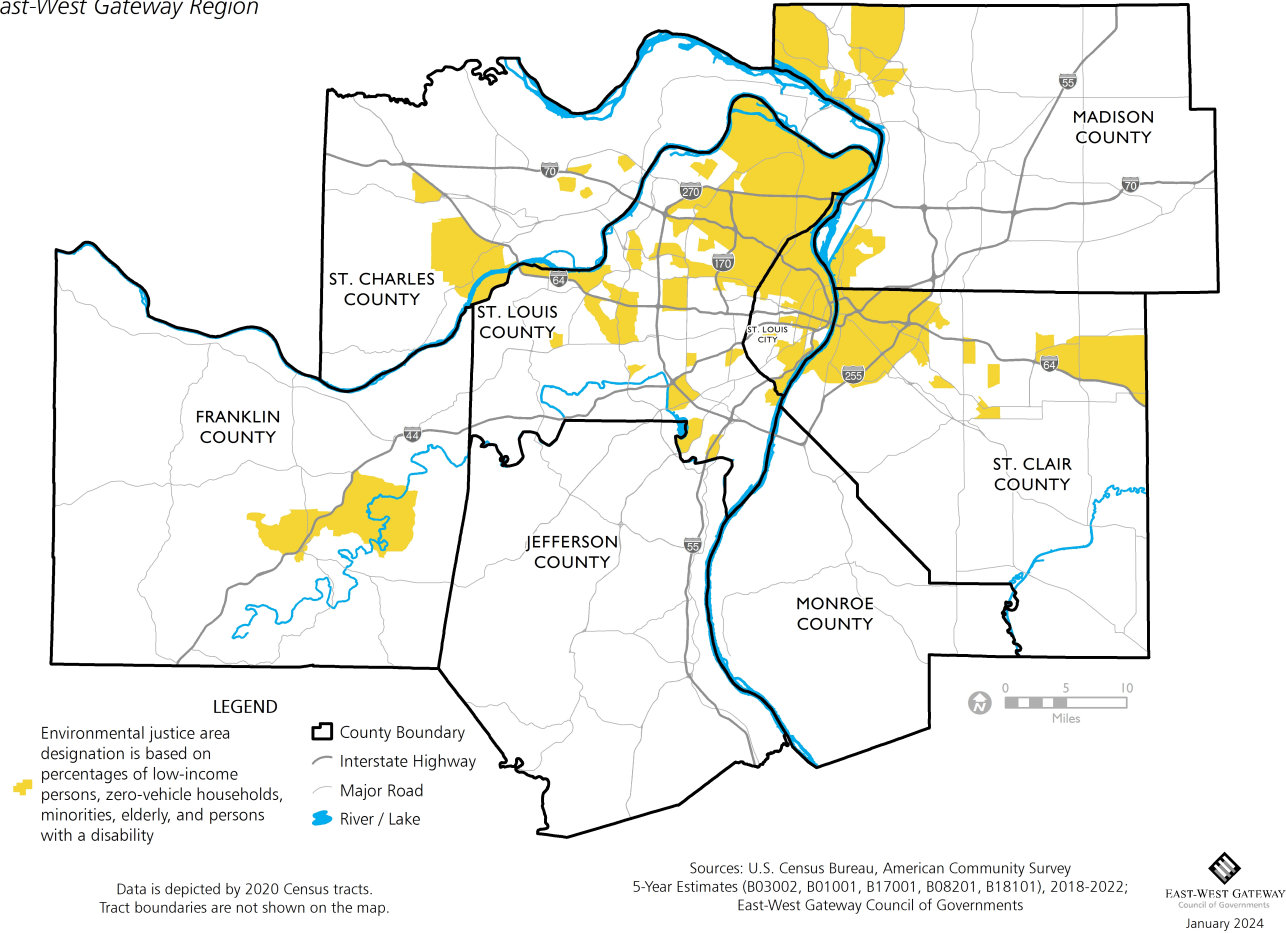 ast-West Gateway Region
55
MADISON
COUNTY
70
70
270
170
ST. CHARLES
COUNTY
64
ST. LOUIS
COUNTY
ST. LOUIS
CITY
64
255
FRANKLIN
COUNTY
44
ST. CLAIR
COUNTY
JEFFERSON
COUNTY
55
MONROE
COUNTY
0 5 10
Miles
N
LEGEND
Environmental justice area
designation is based on
percentages of low-income
persons, zero-vehicle households,
minorities, elderly, and persons
with a disability
County Boundary
Interstate Highway
Major Road
River / Lake
Data is depicted by 2020 Census tracts.
Tract boundaries are not shown on the map.
Sources: U.S. Census Bureau, American Community Survey
5-Year Estimates (B03002, B01001, B17001, B08201, B18101), 2018-2022;
East-West Gateway Council of Governments
EAST-WEST GATEWAY
Council of Governments
January 2024